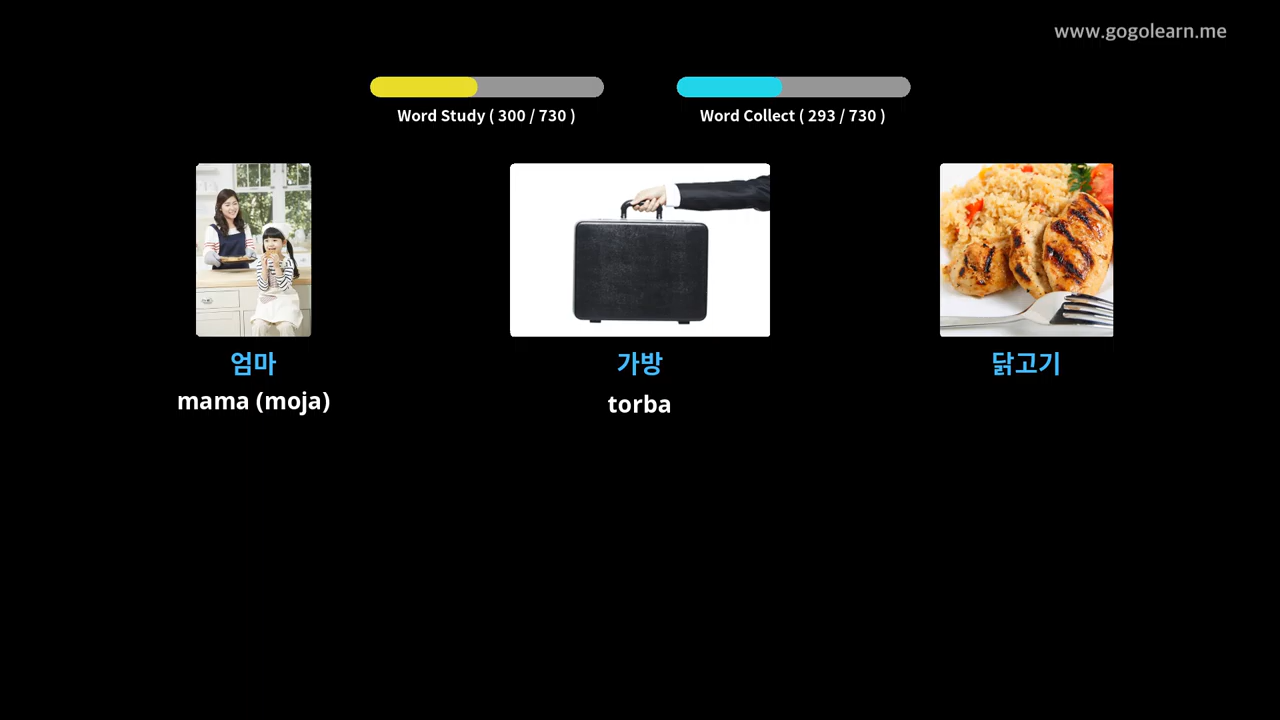 www.gogolearn.me
Word Study ( 300 / 730 )
Word Collect ( 293 / 730 )
엄마
가방
닭고기
mama (moja)
torba